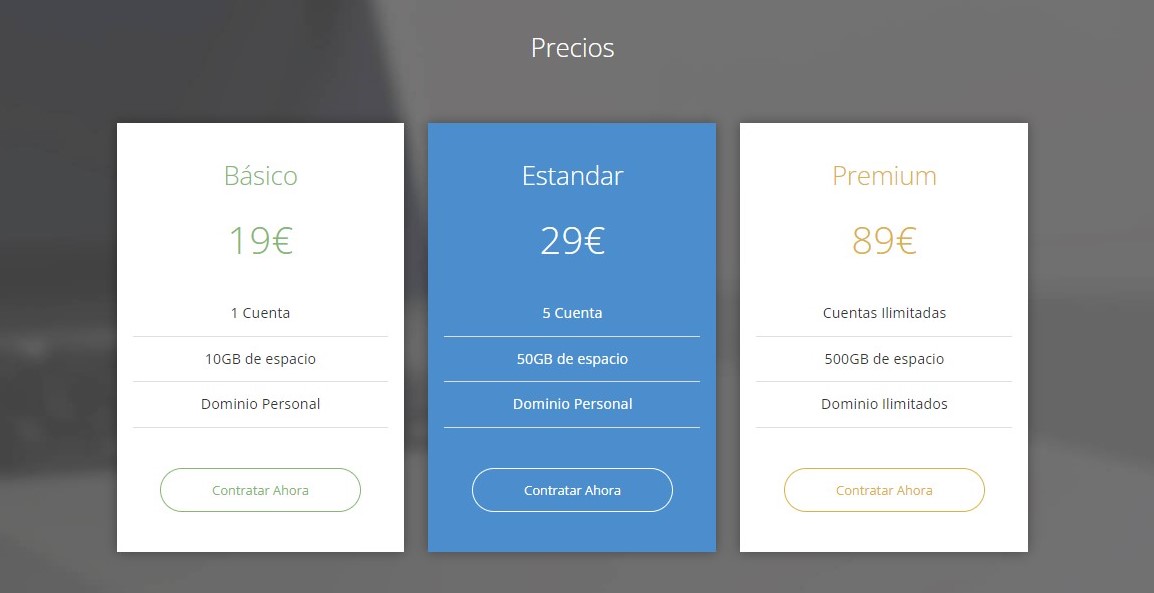 Precios
Básico
19€
1 Cuenta
10GB de espacio
Dominio Personal
Contratar Ahora
Estandar
29€
5 Cuenta
50GB de espacio
Dominio Personal
Contratar Ahora
Premium
89€
Cuentas Ilimitadas
500GB de espacio
Dominio Ilimitados
Contratar Ahora